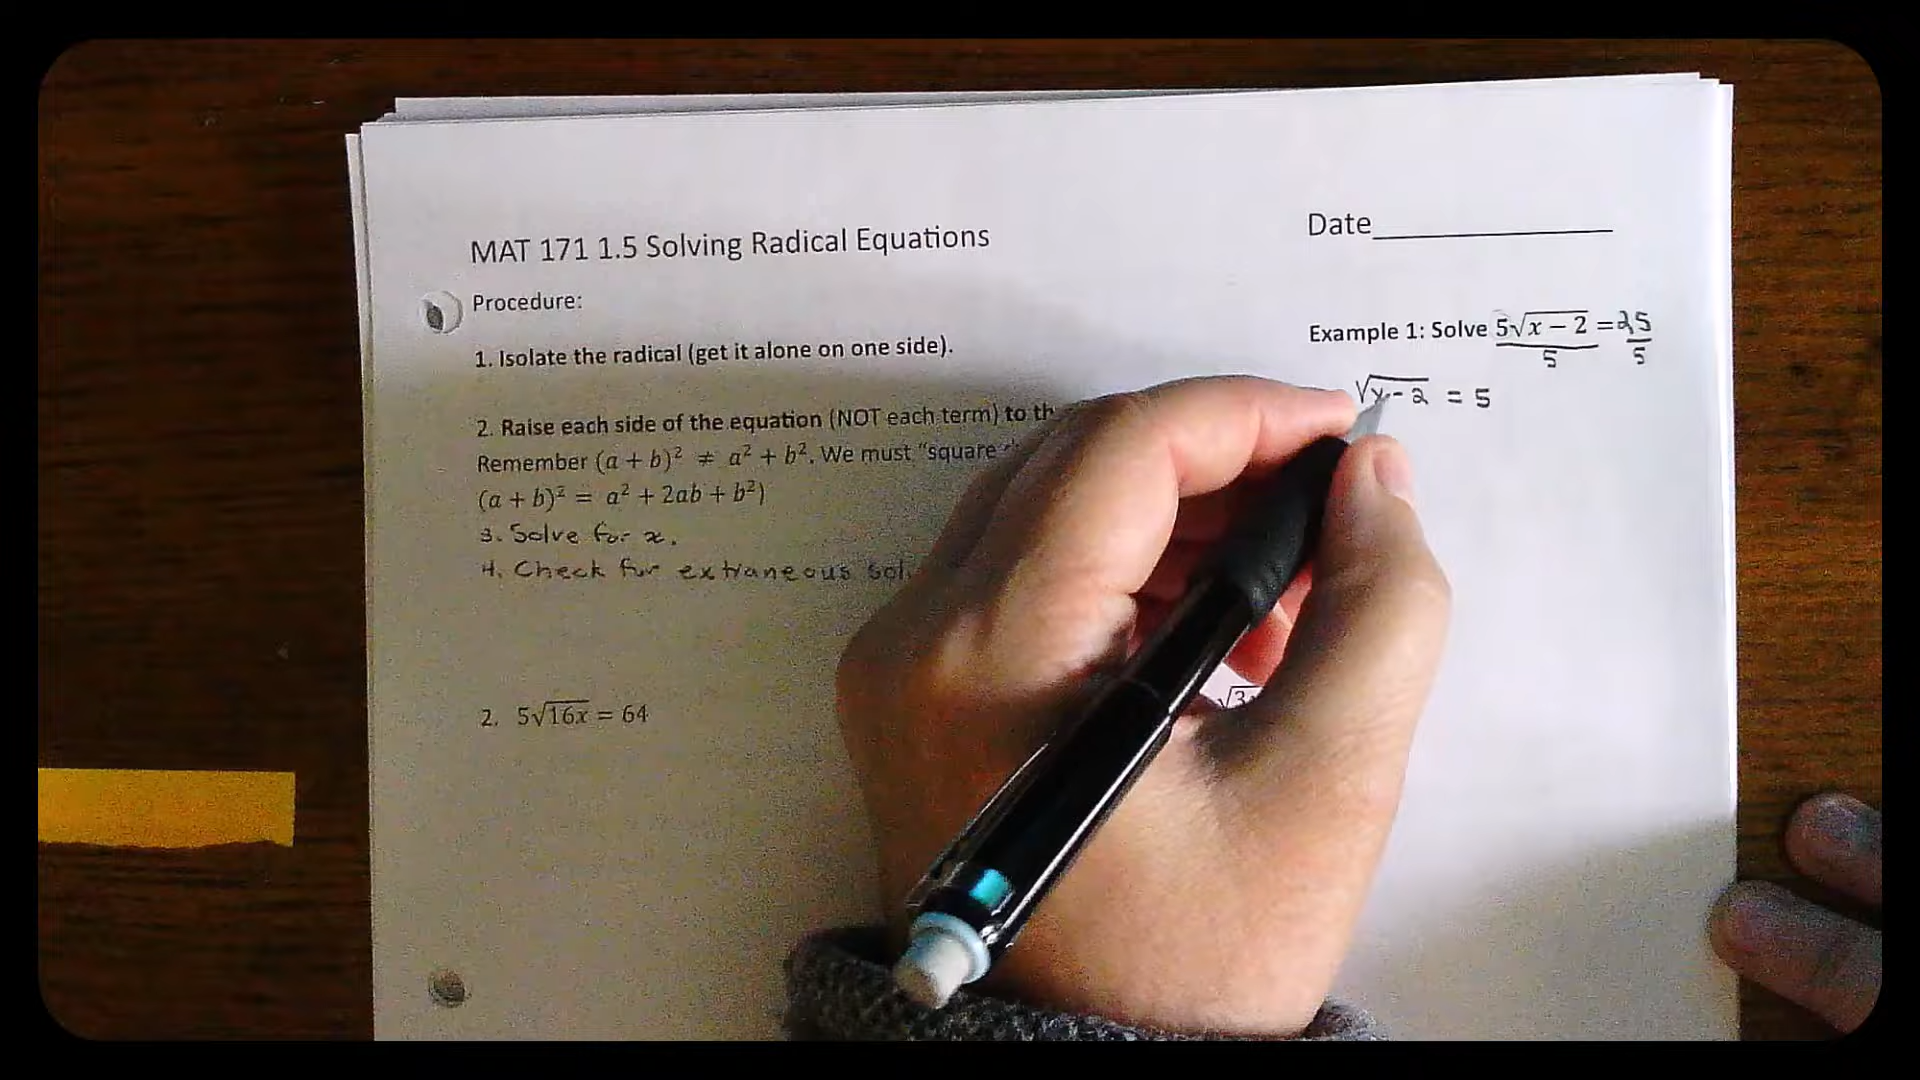 MAT 171 1.5 Solving Radical Equations
Date______________
Procedure:
1. Isolate the radical (get it alone on one side).
2. Raise each side of the equation (NOT each term) to
Remember (a + b)² ≠ a² + b². We must "square
(a + b)² = a² + 2ab + b²)
3. Solve for x.
4. Check for extraneous
2. 5√16x = 64
Example 1: Solve 5√x − 2 = 25
5 5
√x - 2 = 5